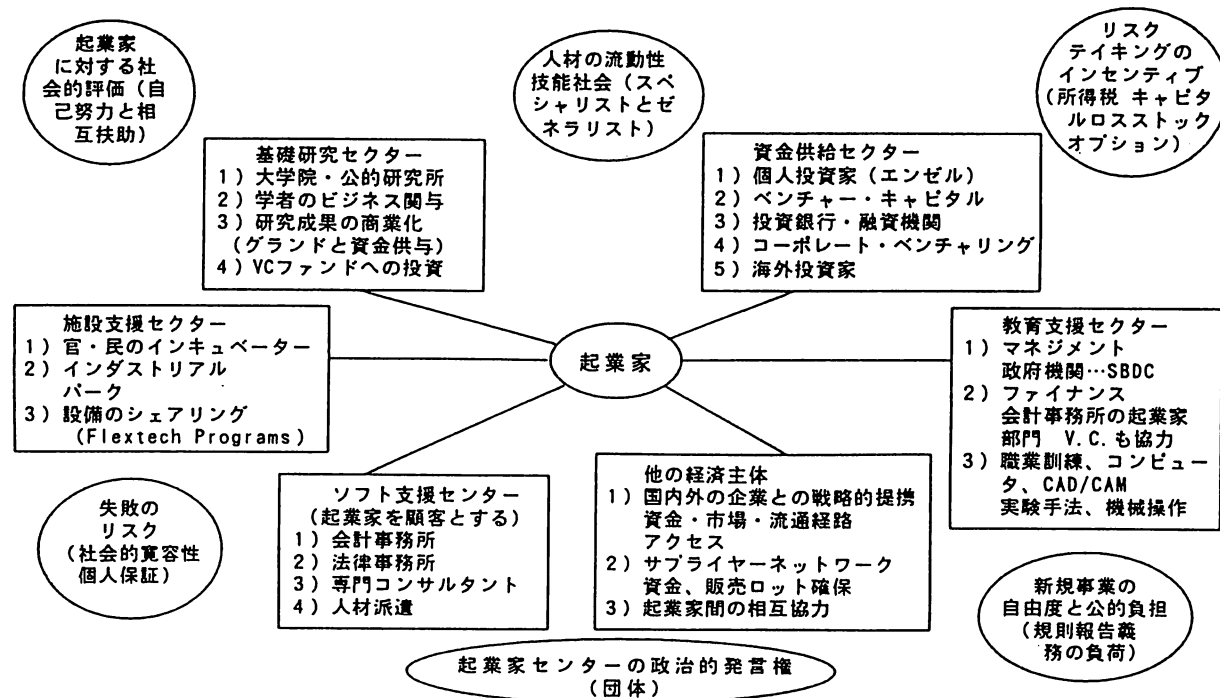 起業家
に対する社
会的評価（自
己努力と相
互扶助）
人材の流動性
技能社会（スペ
シャリストとゼ
ネラリスト）
リスク
テイキングの
インセンティブ
（所得税 キャピタ
ルロスストック
オプション）
基礎研究セクター
1）大学院・公的研究所
2）学者のビジネス関与
3）研究成果の商業化
（グランドと資金供与）
4）VCファンドへの投資
資金供給セクター
1）個人投資家（エンゼル）
2）ベンチャー・キャピタル
3）投資銀行・融資機関
4）コーポレート・ベンチャリング
5）海外投資家
施設支援セクター
1）官・民のインキュベーター
2）インダストリアル
パーク
3）設備のシェアリング
（Flextech Programs）
起業家
教育支援セクター
1）マネジメント
政府機関…SBDC
2）ファイナンス
会計事務所の起業家
部門 V.C.も協力
3）職業訓練、コンピュー
タ、CAD/CAM
実験手法、機械操作
失敗の
リスク
（社会的寛容性
個人保証）
ソフト支援センター
（起業家を顧客とする）
1）会計事務所
2）法律事務所
3）専門コンサルタント
4）人材派遣
他の経済主体
1）国内外の企業との戦略的提携
資金・市場・流通経路
アクセス
2）サプライヤーネットワーク
資金、販売ロット確保
3）起業家間の相互協力
新規事業の
自由度と公的負担
（規則報告義
務の負荷）
起業家センターの政治的発言権
（団体）